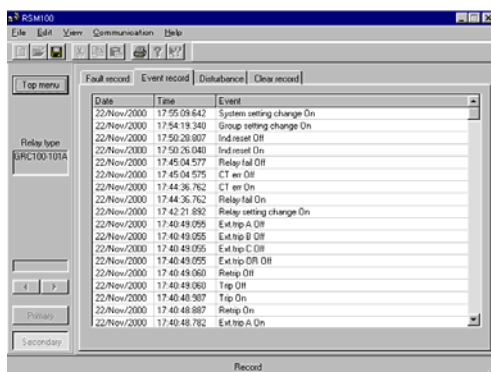 RSM100
File Edit View Communication Help
Top menu
Relay type
GRC100-101A
Primary
Secondary
Fault record Event record Disturbance Clear record
Date Time Event
22/Nov/2000 17:55:09.642 System setting change On
22/Nov/2000 17:54:19.340 Group setting change On
22/Nov/2000 17:50:28.807 Ind.reset Off
22/Nov/2000 17:50:26.040 Ind.reset On
22/Nov/2000 17:45:04.577 Relay fail Off
22/Nov/2000 17:45:04.575 CT err Off
22/Nov/2000 17:44:36.762 CT err On
22/Nov/2000 17:44:36.762 Relay fail On
22/Nov/2000 17:42:21.892 Relay setting change On
22/Nov/2000 17:40:49.055 Ext.trip A Off
22/Nov/2000 17:40:49.055 Ext.trip B Off
22/Nov/2000 17:40:49.055 Ext.trip C Off
22/Nov/2000 17:40:49.055 Ext.trip OR Off
22/Nov/2000 17:40:49.060 Retrip Off
22/Nov/2000 17:40:49.060 Trip Off
22/Nov/2000 17:40:48.987 Trip On
22/Nov/2000 17:40:48.887 Retrip On
22/Nov/2000 17:40:48.782 Ext.trip A On
Record